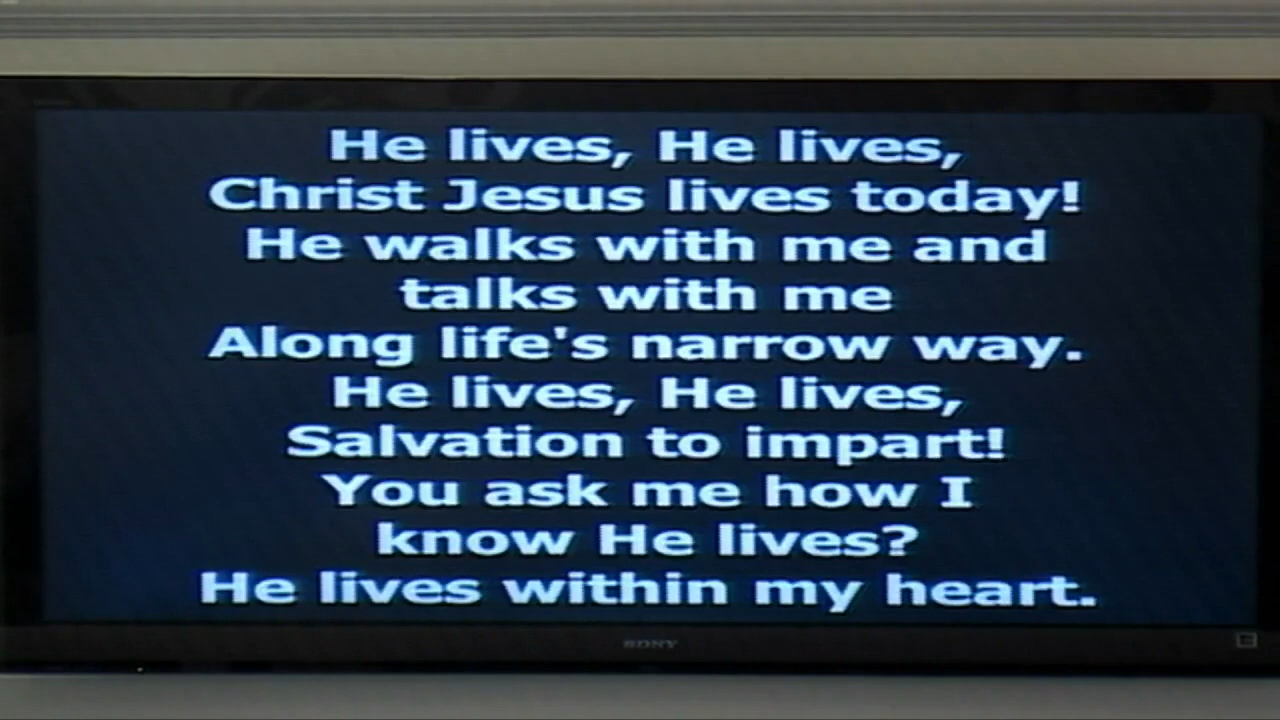 He lives, He lives,
Christ Jesus lives today!
He walks with me and
talks with me
Along life's narrow way.
He lives, He lives,
Salvation to impart!
You ask me how I
know He lives?
He lives within my heart.
SONY